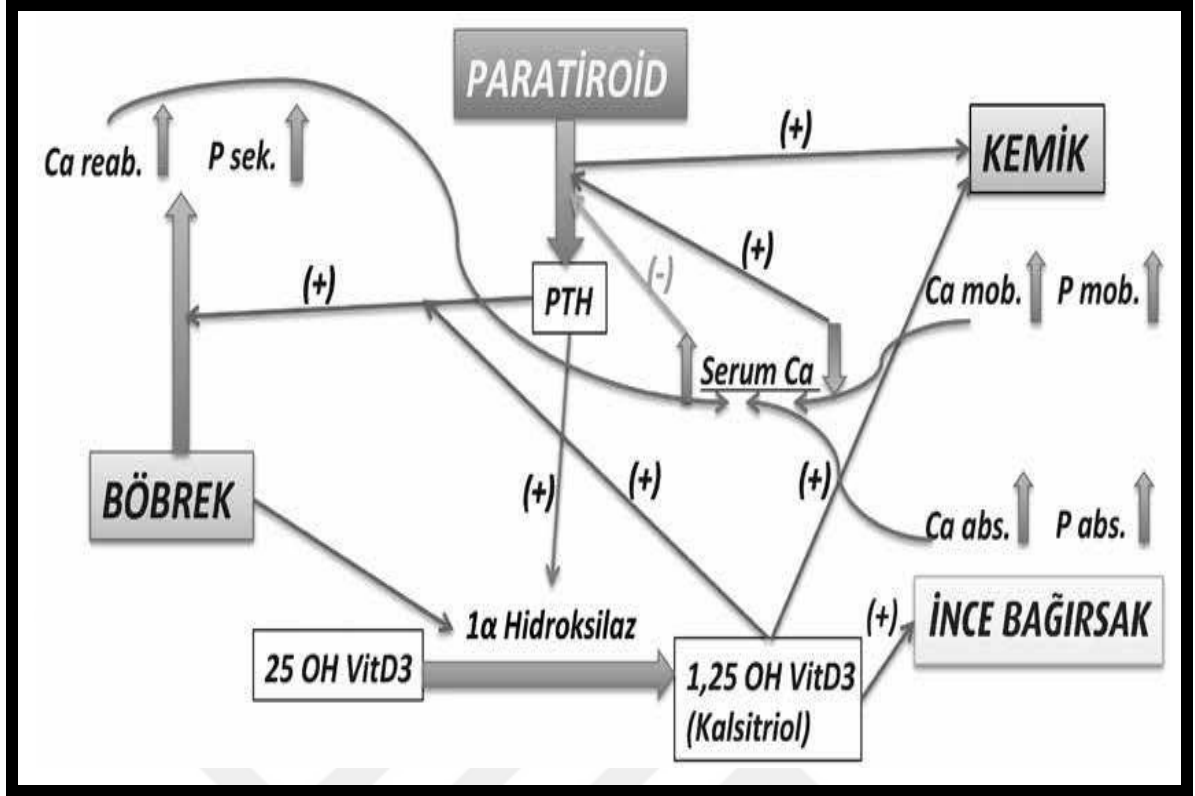 PARATİROİD
(+)
KEMİK
Ca reab.
P sek.
(+)
(-)
(+)
PTH
Ca mob.
P mob.
Serum Ca
BÖBREK
(+)
(+)
(+)
Ca abs.
P abs.
1α Hidroksilaz
(+)
İNCE BAĞIRSAK
25 OH VitD3
1,25 OH VitD3
(Kalsitriol)